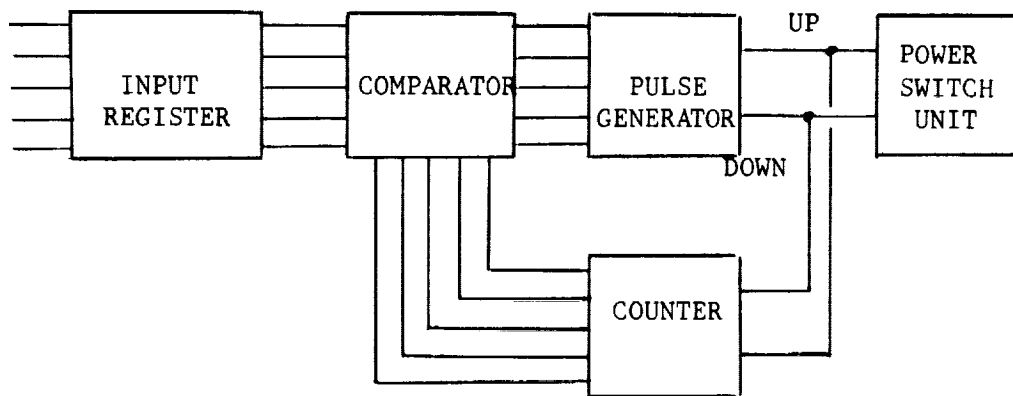 UP
INPUT
REGISTER
COMPARATOR
PULSE
GENERATOR
POWER
SWITCH
UNIT
DOWN
COUNTER